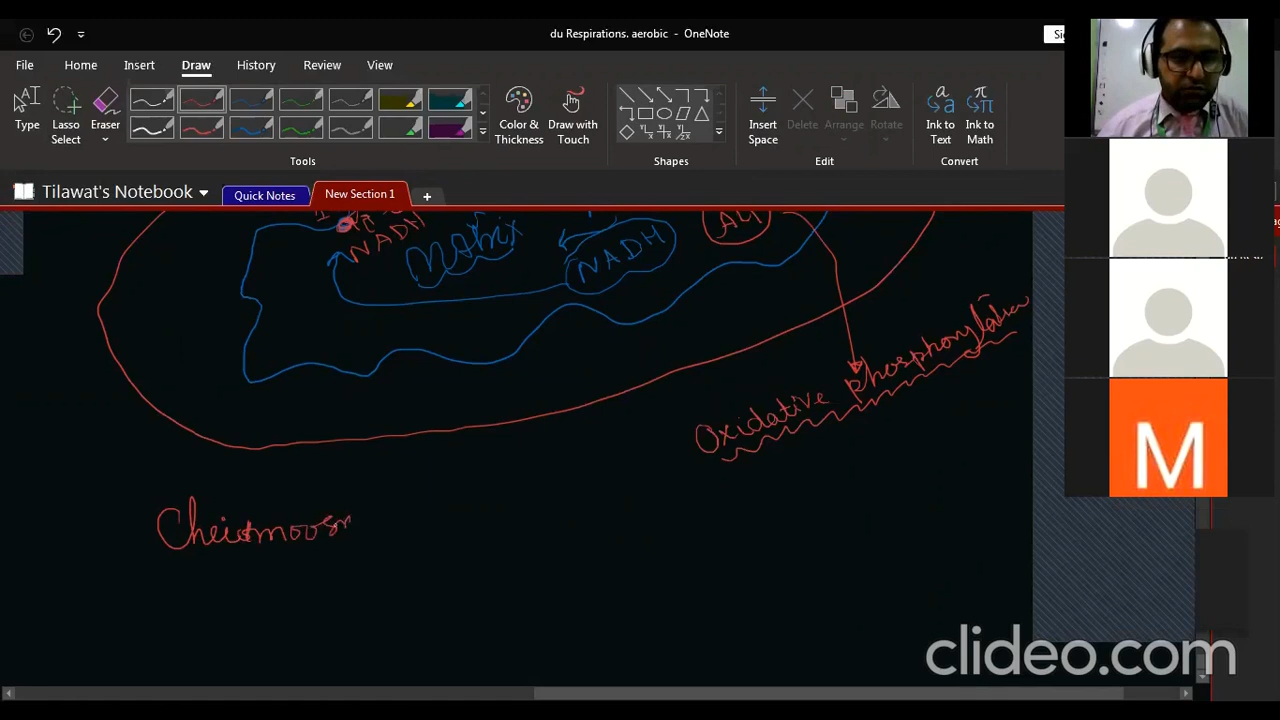 du Respirations. aerobic - OneNote
File Home Insert Draw History Review View
Type
Lasso Select
Eraser
Color & Thickness
Draw with Touch
Insert Space
Delete
Arrange
Rotate
Ink to Text
Ink to Math
Tools
Shapes
Edit
Convert
Tilawat's Notebook
Quick Notes
New Section 1
NADH
Matrix
NADH
Oxidative phosphorylation
M
clideo.com